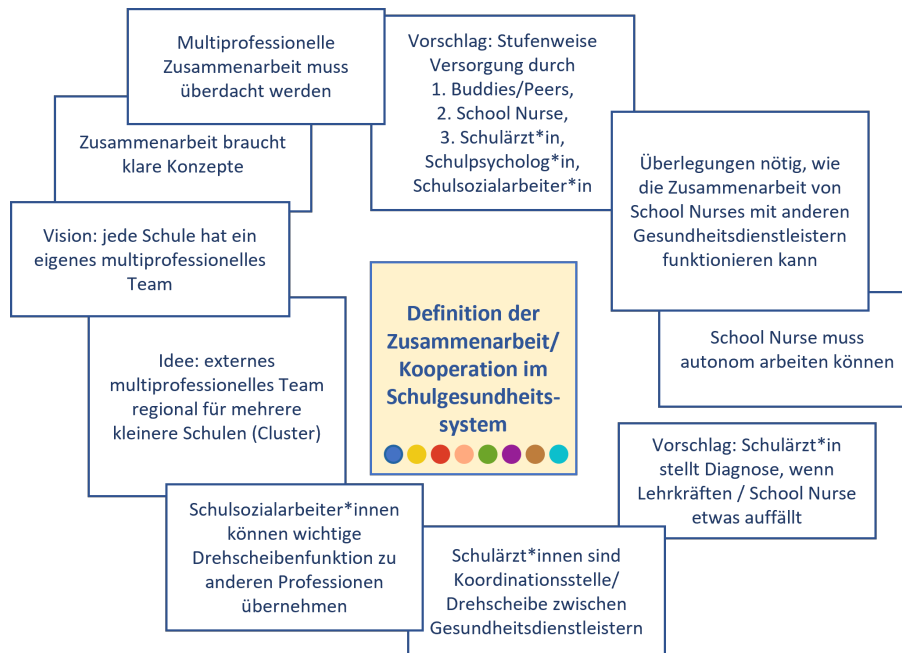 Multiprofessionelle
Zusammenarbeit muss
überdacht werden
Vorschlag: Stufenweise
Versorgung durch
1. Buddies/Peers,
2. School Nurse,
3. Schulärzt*in,
Schulpsycholog*in,
Schulsozialarbeiter*in
Zusammenarbeit braucht
klare Konzepte
Überlegungen nötig, wie
die Zusammenarbeit von
School Nurses mit anderen
Gesundheitsdienstleistern
funktionieren kann
Vision: jede Schule hat ein
eigenes multiprofessionelles
Team
Definition der
Zusammenarbeit/
Kooperation im
Schulgesundheits-
system
School Nurse muss
autonom arbeiten können
Idee: externes
multiprofessionelles Team
regional für mehrere
kleinere Schulen (Cluster)
Vorschlag: Schulärzt*in
stellt Diagnose, wenn
Lehrkräften / School Nurse
etwas auffällt
Schulsozialarbeiter*innen
können wichtige
Drehscheibenfunktion zu
anderen Professionen
übernehmen
Schulärzt*innen sind
Koordinationsstelle/
Drehscheibe zwischen
Gesundheitsdienstleistern